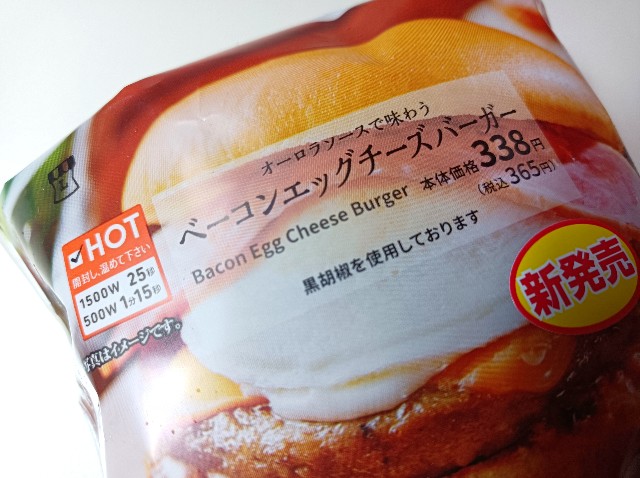 オーロラソースで味わう
ベーコンエッグチーズバーガー
Bacon Egg Cheese Burger
本体価格338円
(税込365円)
黒胡椒を使用しております
HOT
開封し、温めて下さい
1500W 25秒
500W 1分15秒
写真はイメージです。
新発売